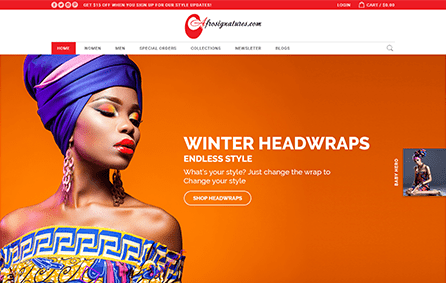 GET $15 OFF WHEN YOU SIGN UP FOR OUR STYLE UPDATES!
LOGIN
CART / $0.00
Afrosignatures.com
HOME
WOMEN
MEN
SPECIAL ORDERS
COLLECTIONS
NEWSLETTER
BLOGS
WINTER HEADWRAPS
ENDLESS STYLE
What's your style? Just change the wrap to
Change your style
SHOP HEADWRAPS
BABY HERO